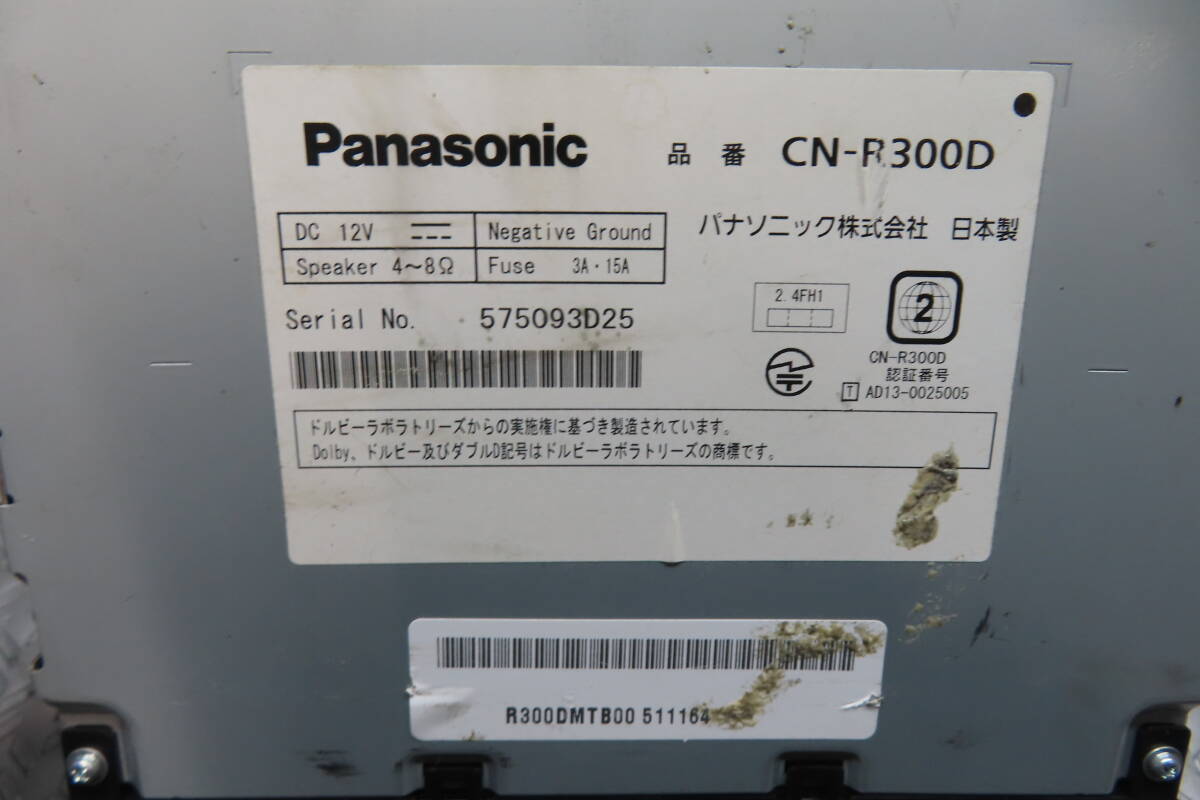 Panasonic 品番 CN-R300D
DC 12V Negative Ground
Speaker 4~8Ω Fuse 3A・15A
パナソニック株式会社 日本製
Serial No. 575093D25
2.4FH1
2
CN-R300D
認証番号
T AD13-0025005
ドルビーラボラトリーズからの実施権に基づき製造されています。
Dolby、ドルビー及びダブルD記号はドルビーラボラトリーズの商標です。
R300DMTB00 511164